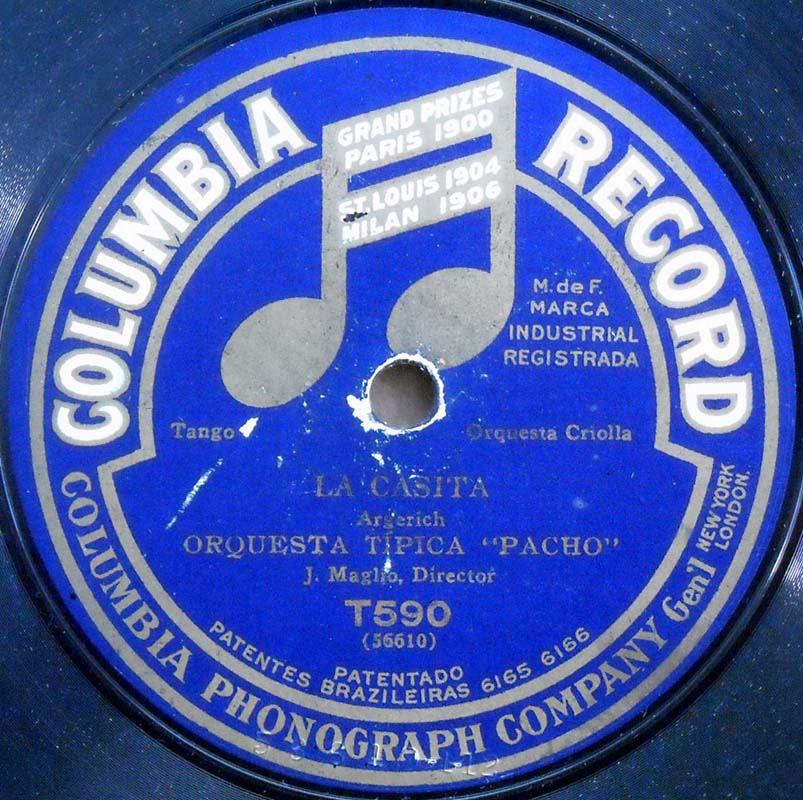 COLUMBIA RECORD
GRAND PRIZES
PARIS 1900
ST. LOUIS 1904
MILAN 1906
M. de F.
MARCA
INDUSTRIAL
REGISTRADA
Tango
Orquesta Criolla
LA CASITA
Argerich
ORQUESTA TÍPICA "PACHO"
J. Maglio, Director
T590
(56610)
PATENTADO
PATENTES BRAZILEIRAS 6165 6166
COLUMBIA PHONOGRAPH COMPANY Gen'l
NEW YORK
LONDON.